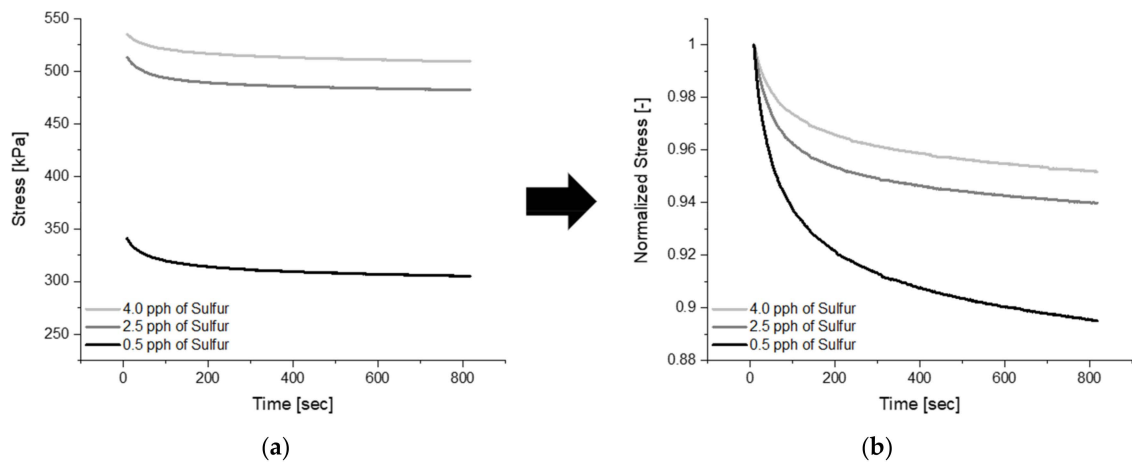 550
500
450
400
350
300
250
Stress [kPa]
4.0 pph of Sulfur
2.5 pph of Sulfur
0.5 pph of Sulfur
0 200 400 600 800
Time [sec]
(a)
1
0.98
0.96
0.94
0.92
0.9
0.88
Normalized Stress [-]
4.0 pph of Sulfur
2.5 pph of Sulfur
0.5 pph of Sulfur
0 200 400 600 800
Time [sec]
(b)